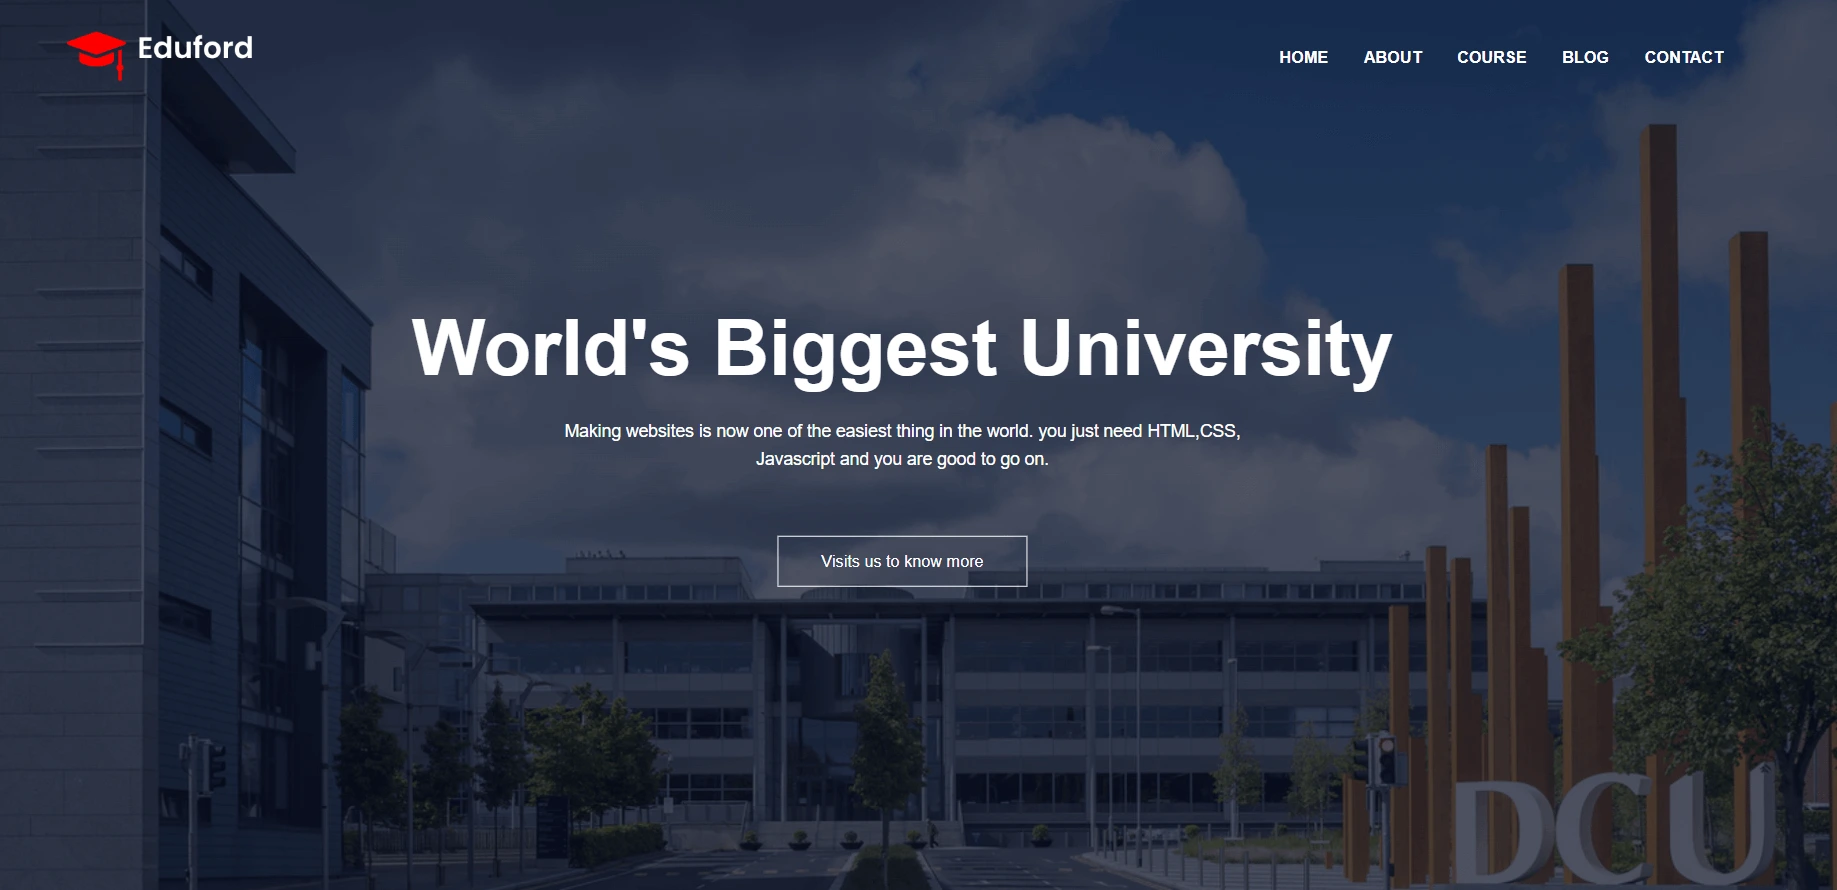 Eduford
HOME ABOUT COURSE BLOG CONTACT
World's Biggest University
Making websites is now one of the easiest thing in the world. you just need HTML,CSS,
Javascript and you are good to go on.
Visits us to know more
DCU